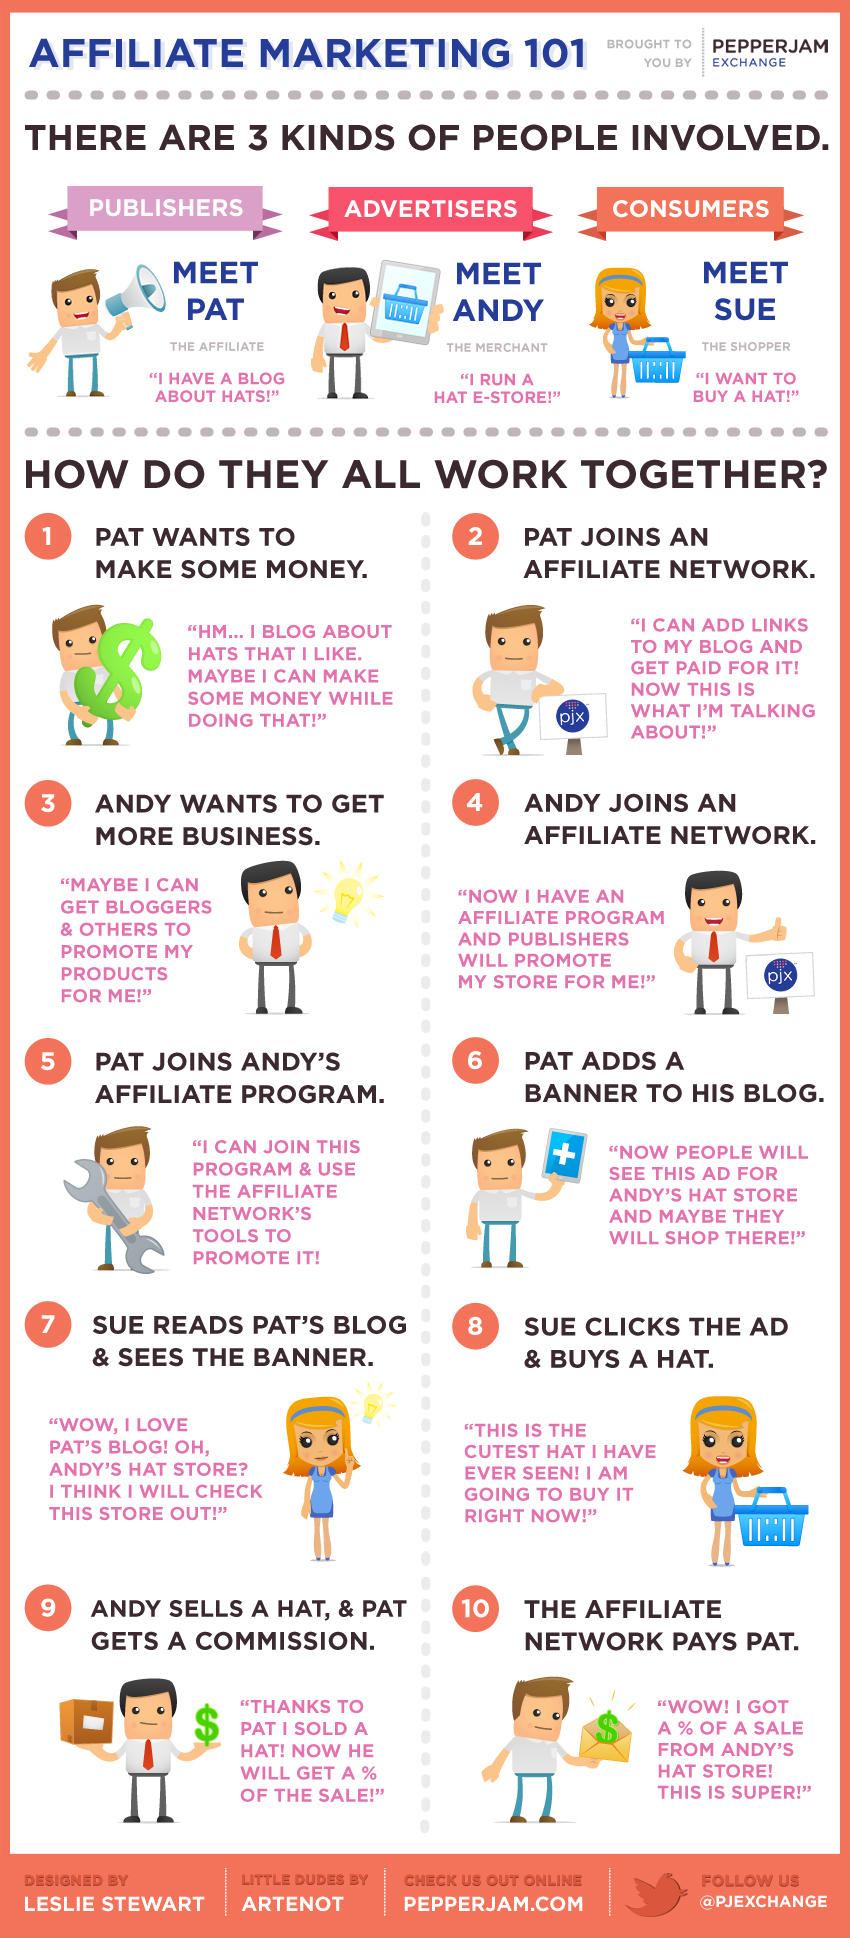 AFFILIATE MARKETING 101
BROUGHT TO
YOU BY
PEPPERJAM
EXCHANGE
THERE ARE 3 KINDS OF PEOPLE INVOLVED.
PUBLISHERS
MEET
PAT
THE AFFILIATE
“I HAVE A BLOG
ABOUT HATS!”
ADVERTISERS
MEET
ANDY
THE MERCHANT
“I RUN A
HAT E-STORE!”
CONSUMERS
MEET
SUE
THE SHOPPER
“I WANT TO
BUY A HAT!”
HOW DO THEY ALL WORK TOGETHER?
1
PAT WANTS TO
MAKE SOME MONEY.
“HM... I BLOG ABOUT
HATS THAT I LIKE.
MAYBE I CAN MAKE
SOME MONEY WHILE
DOING THAT!”
2
PAT JOINS AN
AFFILIATE NETWORK.
“I CAN ADD LINKS
TO MY BLOG AND
GET PAID FOR IT!
NOW THIS IS
WHAT I’M TALKING
ABOUT!”
pjx
3
ANDY WANTS TO GET
MORE BUSINESS.
“MAYBE I CAN
GET BLOGGERS
& OTHERS TO
PROMOTE MY
PRODUCTS
FOR ME!”
4
ANDY JOINS AN
AFFILIATE NETWORK.
“NOW I HAVE AN
AFFILIATE PROGRAM
AND PUBLISHERS
WILL PROMOTE
MY STORE FOR ME!”
pjx
5
PAT JOINS ANDY’S
AFFILIATE PROGRAM.
“I CAN JOIN THIS
PROGRAM & USE
THE AFFILIATE
NETWORK’S
TOOLS TO
PROMOTE IT!
6
PAT ADDS A
BANNER TO HIS BLOG.
“NOW PEOPLE WILL
SEE THIS AD FOR
ANDY’S HAT STORE
AND MAYBE THEY
WILL SHOP THERE!”
7
SUE READS PAT’S BLOG
& SEES THE BANNER.
“WOW, I LOVE
PAT’S BLOG! OH,
ANDY’S HAT STORE?
I THINK I WILL CHECK
THIS STORE OUT!”
8
SUE CLICKS THE AD
& BUYS A HAT.
“THIS IS THE
CUTEST HAT I HAVE
EVER SEEN! I AM
GOING TO BUY IT
RIGHT NOW!”
9
ANDY SELLS A HAT, & PAT
GETS A COMMISSION.
“THANKS TO
PAT I SOLD A
HAT! NOW HE
WILL GET A %
OF THE SALE!”
10
THE AFFILIATE
NETWORK PAYS PAT.
“WOW! I GOT
A % OF A SALE
FROM ANDY’S
HAT STORE!
THIS IS SUPER!”
DESIGNED BY
LESLIE STEWART
LITTLE DUDES BY
ARTENOT
CHECK US OUT ONLINE
PEPPERJAM.COM
FOLLOW US
@PJEXCHANGE